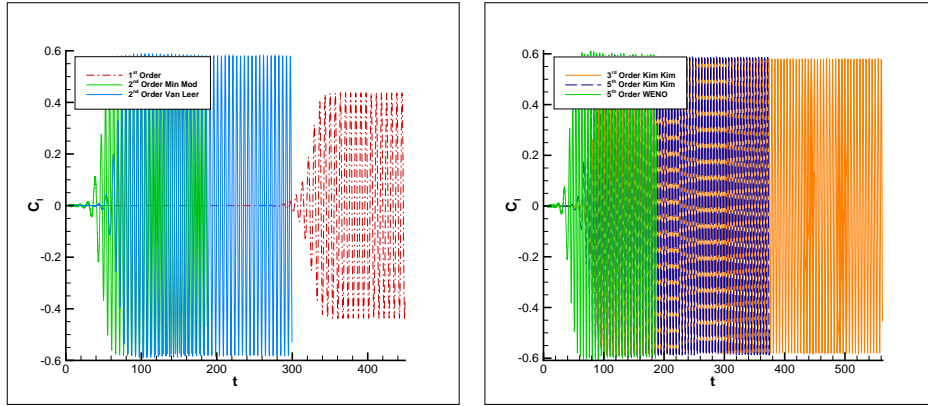 0.6
1st Order
2nd Order Min Mod
2nd Order Van Leer
0.4
0.2
Cl
0
-0.2
-0.4
-0.6
0 100 200 300 400
t
0.6
3rd Order Kim Kim
5th Order Kim Kim
5th Order WENO
0.4
0.2
Cl
0
-0.2
-0.4
-0.6
0 100 200 300 400 500
t